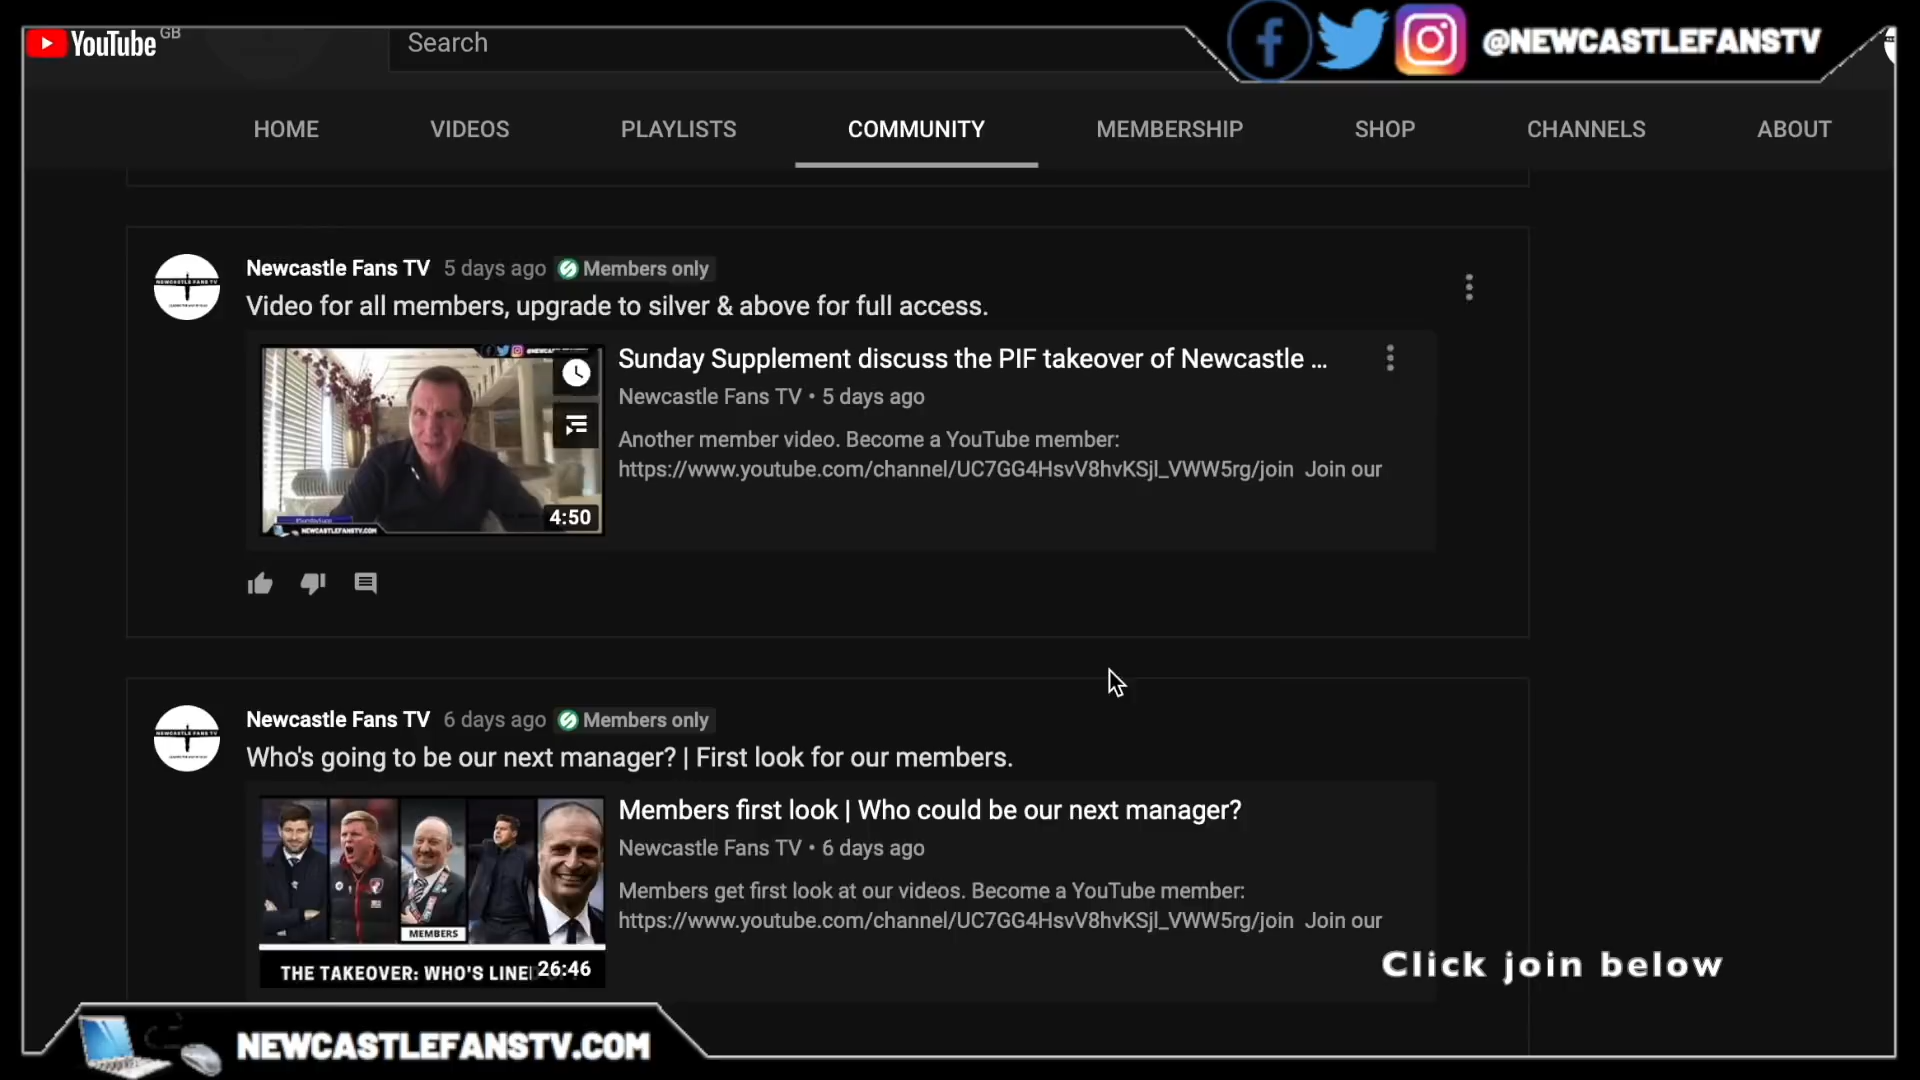 YouTube GB
Search
@NEWCASTLEFANSTV
HOME VIDEOS PLAYLISTS COMMUNITY MEMBERSHIP SHOP CHANNELS ABOUT
Newcastle Fans TV 5 days ago Members only
Video for all members, upgrade to silver & above for full access.
Sunday Supplement discuss the PIF takeover of Newcastle ...
Newcastle Fans TV • 5 days ago
Another member video. Become a YouTube member:
https://www.youtube.com/channel/UC7GG4HsvV8hvKSjl_VWW5rg/join Join our
4:50
NEWCASTLEFANSTV.COM
Newcastle Fans TV 6 days ago Members only
Who's going to be our next manager? | First look for our members.
Members first look | Who could be our next manager?
Newcastle Fans TV • 6 days ago
Members get first look at our videos. Become a YouTube member:
https://www.youtube.com/channel/UC7GG4HsvV8hvKSjl_VWW5rg/join Join our
MEMBERS
THE TAKEOVER: WHO'S LINE
26:46
Click join below
NEWCASTLEFANSTV.COM